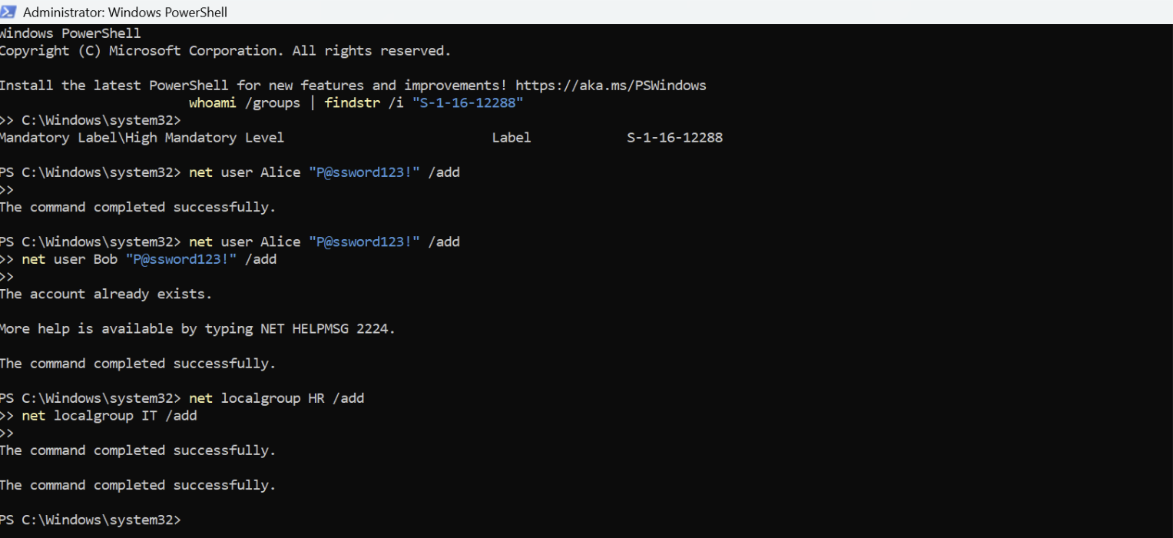 Administrator: Windows PowerShell
Windows PowerShell
Copyright (C) Microsoft Corporation. All rights reserved.
Install the latest PowerShell for new features and improvements! https://aka.ms/PSWindows
whoami /groups | findstr /i "S-1-16-12288"
>> C:\Windows\system32>
Mandatory Label\High Mandatory Level Label S-1-16-12288
PS C:\Windows\system32> net user Alice "P@ssword123!" /add
>>
The command completed successfully.
PS C:\Windows\system32> net user Alice "P@ssword123!" /add
>> net user Bob "P@ssword123!" /add
>>
The account already exists.
More help is available by typing NET HELPMSG 2224.
The command completed successfully.
PS C:\Windows\system32> net localgroup HR /add
>> net localgroup IT /add
>>
The command completed successfully.
The command completed successfully.
PS C:\Windows\system32>